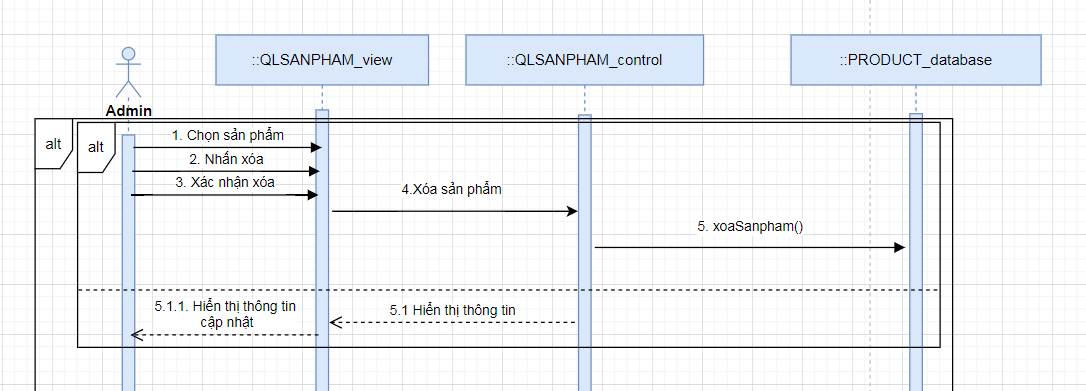 ::QLSANPHAM_view
::QLSANPHAM_control
::PRODUCT_database
Admin
alt
alt
1. Chọn sản phẩm
2. Nhấn xóa
3. Xác nhận xóa
4.Xóa sản phẩm
5. xoaSanpham()
5.1.1. Hiển thị thông tin
cập nhật
5.1 Hiển thị thông tin